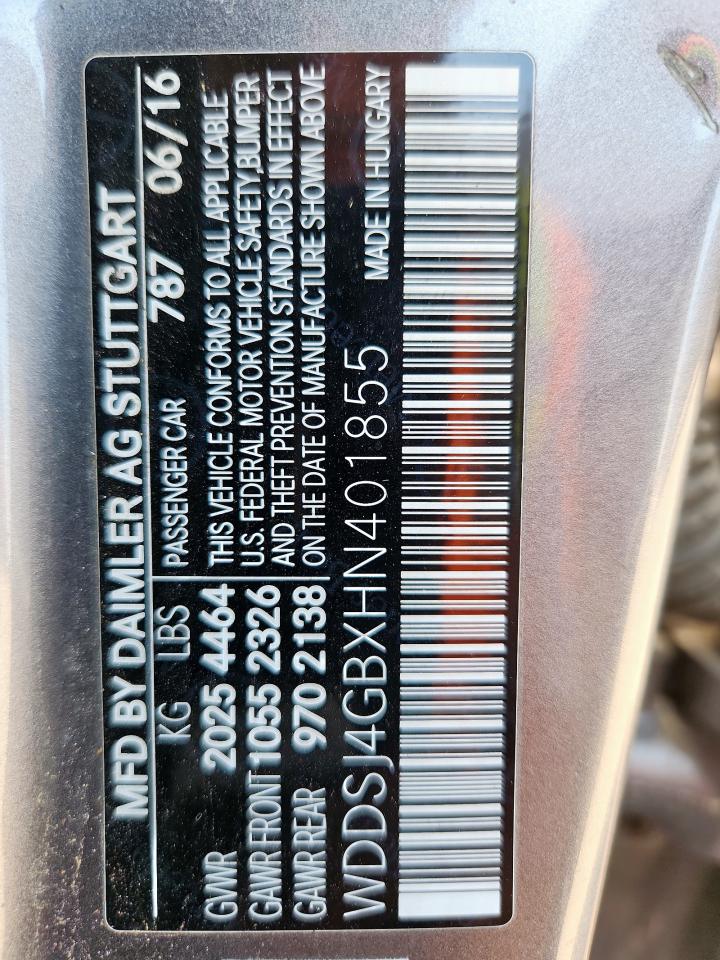 MFD BY DAIMLER AG STUTTGART
KG LBS PASSENGER CAR 787 06/16
GVWR 2025 4464 THIS VEHICLE CONFORMS TO ALL APPLICABLE
GAWR FRONT 1055 2326 U.S. FEDERAL MOTOR VEHICLE SAFETY,BUMPER
GAWR REAR 970 2138 AND THEFT PREVENTION STANDARDS IN EFFECT
ON THE DATE OF MANUFACTURE SHOWN ABOVE
WDDSJ4GBXHN401855 MADE IN HUNGARY